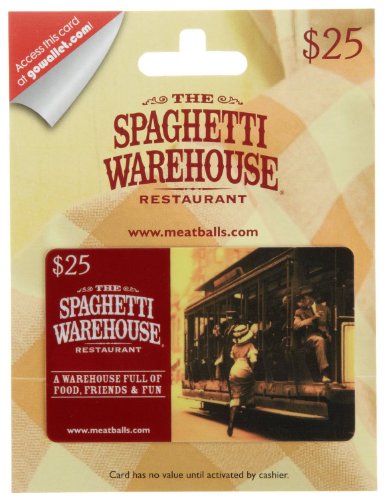 Access this card
at gowallet.com!
$25
THE
SPAGHETTI
WAREHOUSE®
RESTAURANT
www.meatballs.com
$25
THE
SPAGHETTI
WAREHOUSE®
RESTAURANT
A WAREHOUSE FULL OF
FOOD, FRIENDS & FUN
www.meatballs.com
Card has no value until activated by cashier.